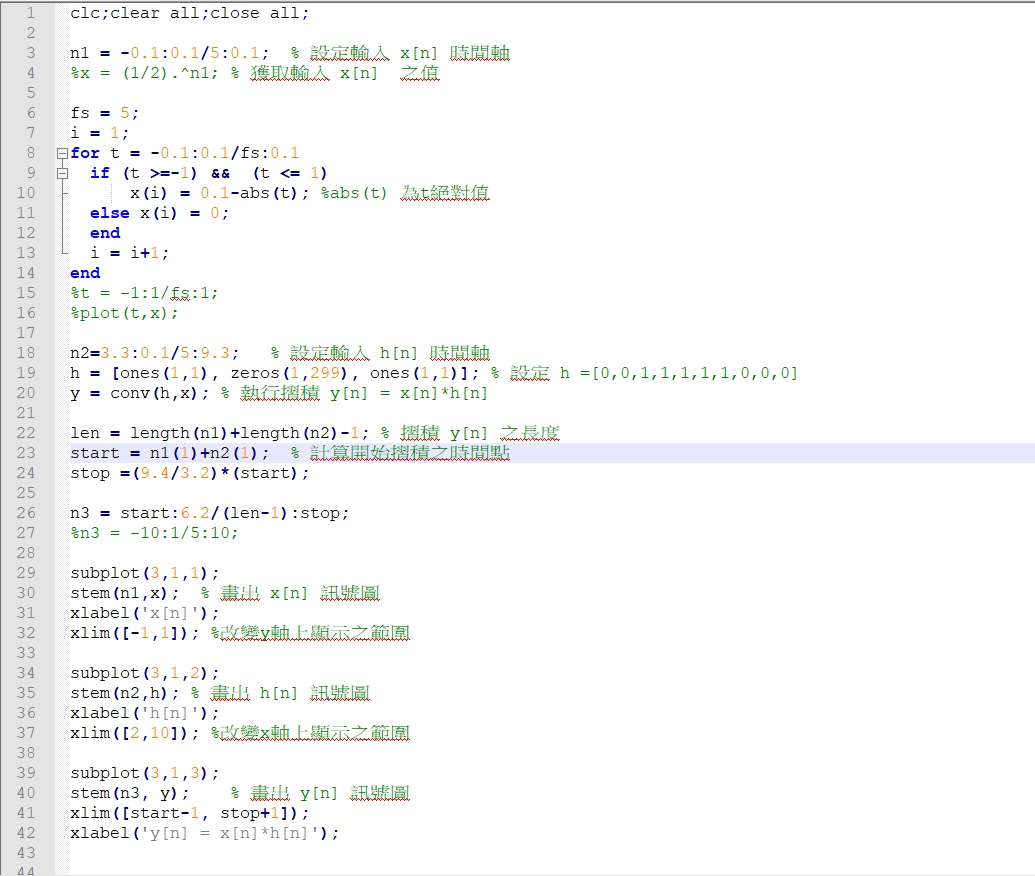 1 clc;clear all;close all;
2
3 n1 = -0.1:0.1/5:0.1; % 設定輸入 x[n] 時間軸
4 %x = (1/2).^n1; % 獲取輸入 x[n] 之值
5
6 fs = 5;
7 i = 1;
8 for t = -0.1:0.1/fs:0.1
9 if (t >=-1) && (t <= 1)
10 x(i) = 0.1-abs(t); %abs(t) 為t絕對值
11 else x(i) = 0;
12 end
13 i = i+1;
14 end
15 %t = -1:1/fs:1;
16 %plot(t,x);
17
18 n2=3.3:0.1/5:9.3; % 設定輸入 h[n] 時間軸
19 h = [ones(1,1), zeros(1,299), ones(1,1)]; % 設定 h =[0,0,1,1,1,1,1,0,0,0]
20 y = conv(h,x); % 執行摺積 y[n] = x[n]*h[n]
21
22 len = length(n1)+length(n2)-1; % 摺積 y[n] 之長度
23 start = n1(1)+n2(1); % 計算開始摺積之時間點
24 stop =(9.4/3.2)*(start);
25
26 n3 = start:6.2/(len-1):stop;
27 %n3 = -10:1/5:10;
28
29 subplot(3,1,1);
30 stem(n1,x); % 畫出 x[n] 訊號圖
31 xlabel('x[n]');
32 xlim([-1,1]); %改變y軸上顯示之範圍
33
34 subplot(3,1,2);
35 stem(n2,h); % 畫出 h[n] 訊號圖
36 xlabel('h[n]');
37 xlim([2,10]); %改變x軸上顯示之範圍
38
39 subplot(3,1,3);
40 stem(n3, y); % 畫出 y[n] 訊號圖
41 xlim([start-1, stop+1]);
42 xlabel('y[n] = x[n]*h[n]');
43
44